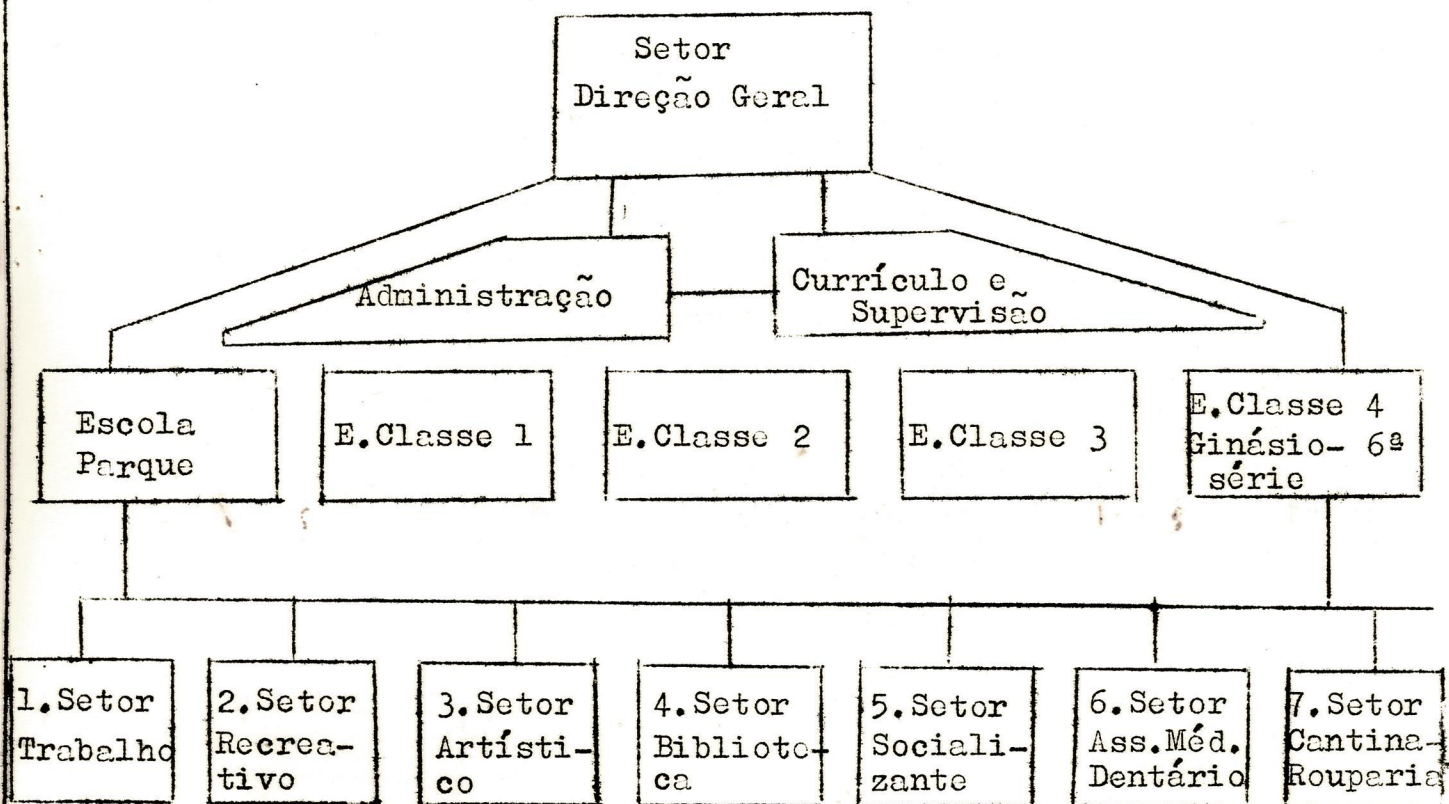 Setor
Direção Geral
Administração
Currículo e
Supervisão
Escola
Parque
E.Classe 1
E.Classe 2
E.Classe 3
E.Classe 4
Ginásio- 6ª
série
1.Setor
Trabalho
2.Setor
Recrea-
tivo
3.Setor
Artísti-
co
4.Setor
Bibliote-
ca
5.Setor
Sociali-
zante
6.Setor
Ass.Méd.
Dentário
7.Setor
Cantina-
Rouparia